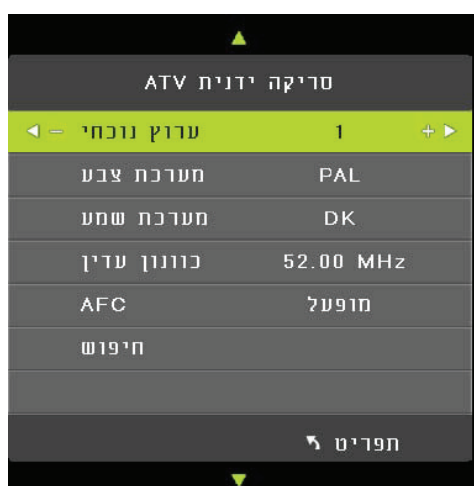 סריקה ידנית ATV
ערוץ נוכחי 1
מערכת צבע PAL
מערכת שמע DK
כוונון עדין 52.00 MHz
AFC מופעל
חיפוש
תפריט